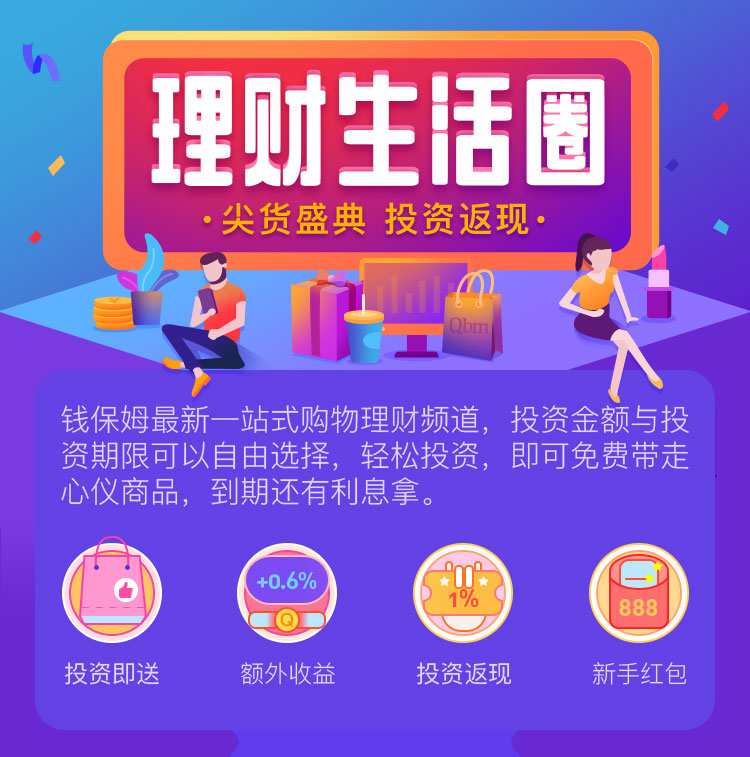 理财生活圈
·尖货盛典 投资返现·
Qbm
钱保姆最新一站式购物理财频道，投资金额与投
资期限可以自由选择，轻松投资，即可免费带走
心仪商品，到期还有利息拿。
+0.6%
Q
1%
888
投资即送
额外收益
投资返现
新手红包